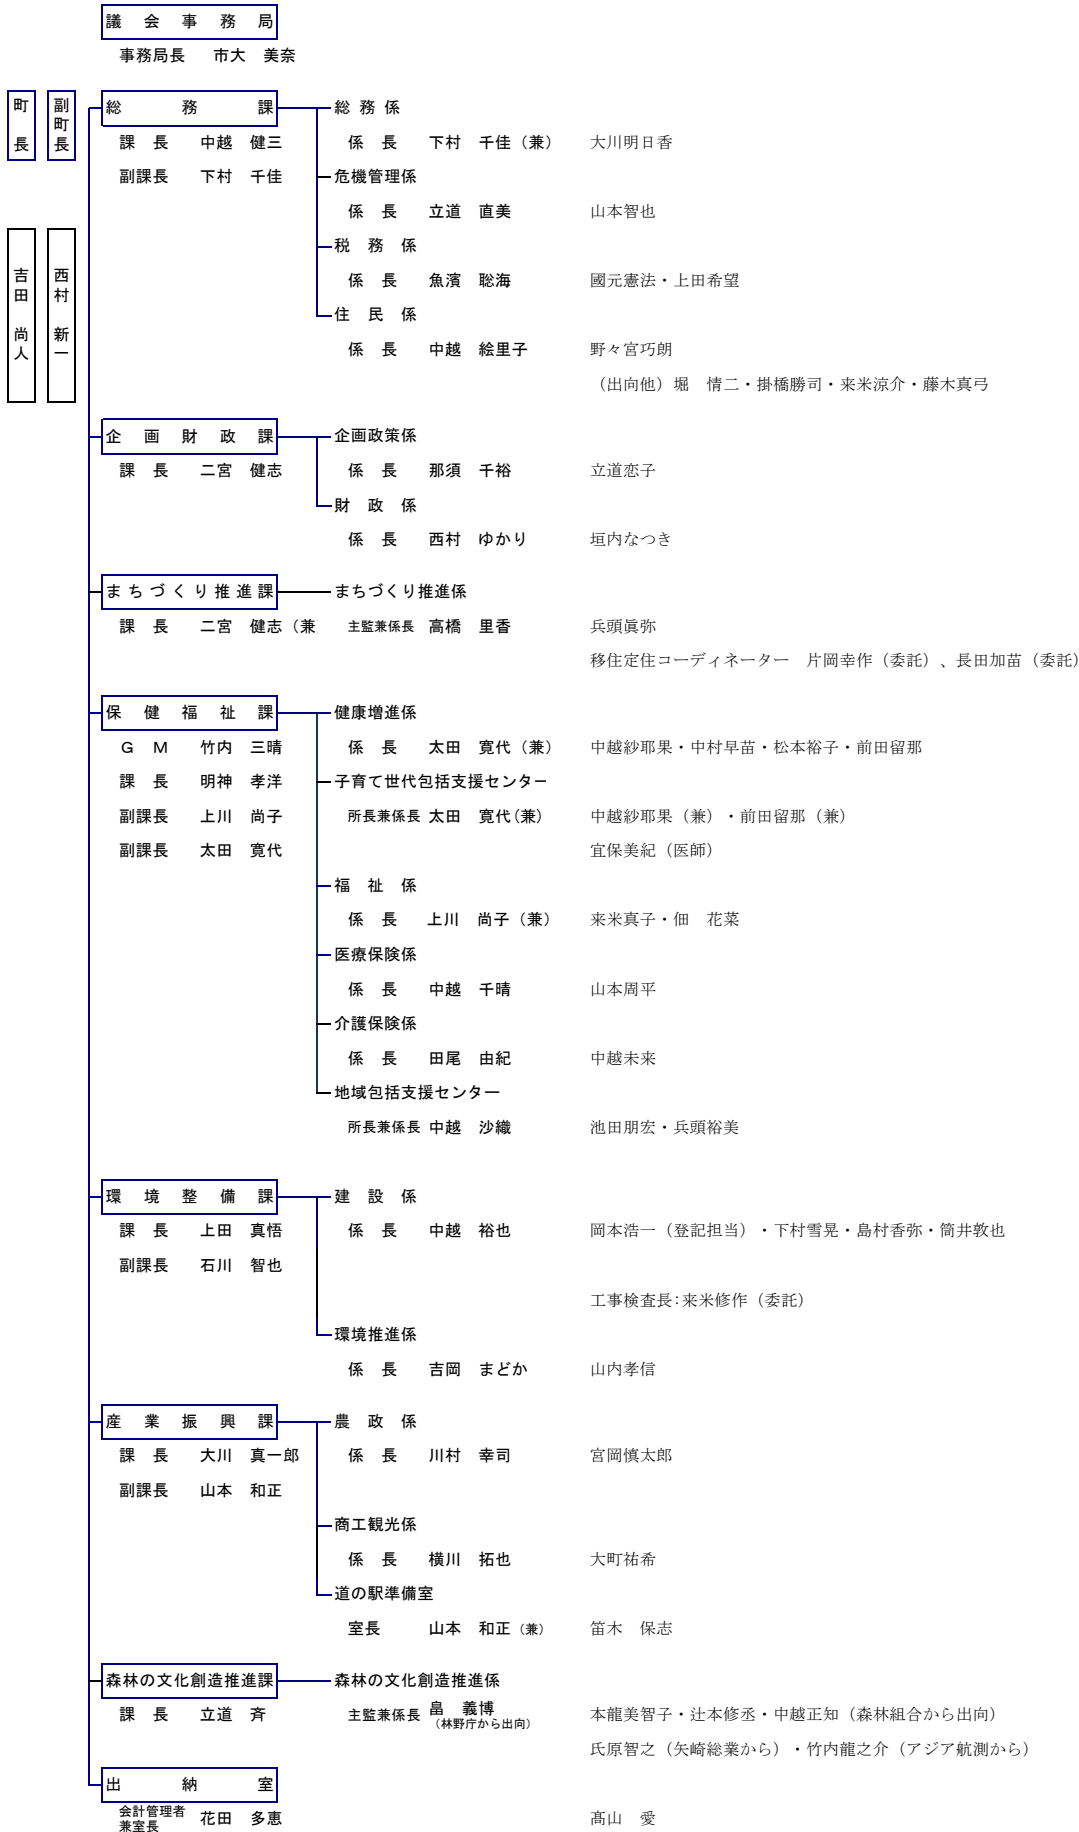 議会事務局
事務局長　市大　美奈
町長
副町長
吉田　尚人
西村　新一
総務課　総務係
課　長　中越　健三　係　長　下村　千佳（兼）　大川明日香
副課長　下村　千佳　危機管理係
係　長　立道　直美　山本智也
税　務　係
係　長　魚濱　聡海　國元憲法・上田希望
住　民　係
係　長　中越　絵里子　野々宮巧朗
（出向他）堀　情二・掛橋勝司・来米涼介・藤木真弓
企画財政課　企画政策係
課　長　二宮　健志　係　長　那須　千裕　立道恋子
財　政　係
係　長　西村　ゆかり　垣内なつき
まちづくり推進課　まちづくり推進係
課　長　二宮　健志（兼　主監兼係長　高橋　里香　兵頭眞弥
移住定住コーディネーター　片岡幸作（委託）、長田加苗（委託）
保健福祉課　健康増進係
Ｇ　Ｍ　竹内　三晴　係　長　太田　寛代（兼）　中越紗耶果・中村早苗・松本裕子・前田留那
課　長　明神　孝洋　子育て世代包括支援センター
副課長　上川　尚子　所長兼係長　太田　寛代（兼）　中越紗耶果（兼）・前田留那（兼）
副課長　太田　寛代　宜保美紀（医師）
福　祉　係
係　長　上川　尚子（兼）　来米真子・佃　花菜
医療保険係
係　長　中越　千晴　山本周平
介護保険係
係　長　田尾　由紀　中越未来
地域包括支援センター
所長兼係長　中越　沙織　池田朋宏・兵頭裕美
環境整備課　建　設　係
課　長　上田　真悟　係　長　中越　裕也　岡本浩一（登記担当）・下村雪晃・島村香弥・筒井敦也
副課長　石川　智也
工事検査長：来米修作（委託）
環境推進係
係　長　吉岡　まどか　山内孝信
産業振興課　農　政　係
課　長　大川　真一郎　係　長　川村　幸司　宮岡慎太郎
副課長　山本　和正
商工観光係
係　長　横川　拓也　大町祐希
道の駅準備室
室長　山本　和正（兼）　笛木　保志
森林の文化創造推進課　森林の文化創造推進係
課　長　立道　斉　主監兼係長　畠　義博　本龍美智子・辻本修丞・中越正知（森林組合から出向）
（林野庁から出向）
氏原智之（矢崎総業から）・竹内龍之介（アジア航測から）
出納室
会計管理者兼室長　花田　多恵　髙山　愛